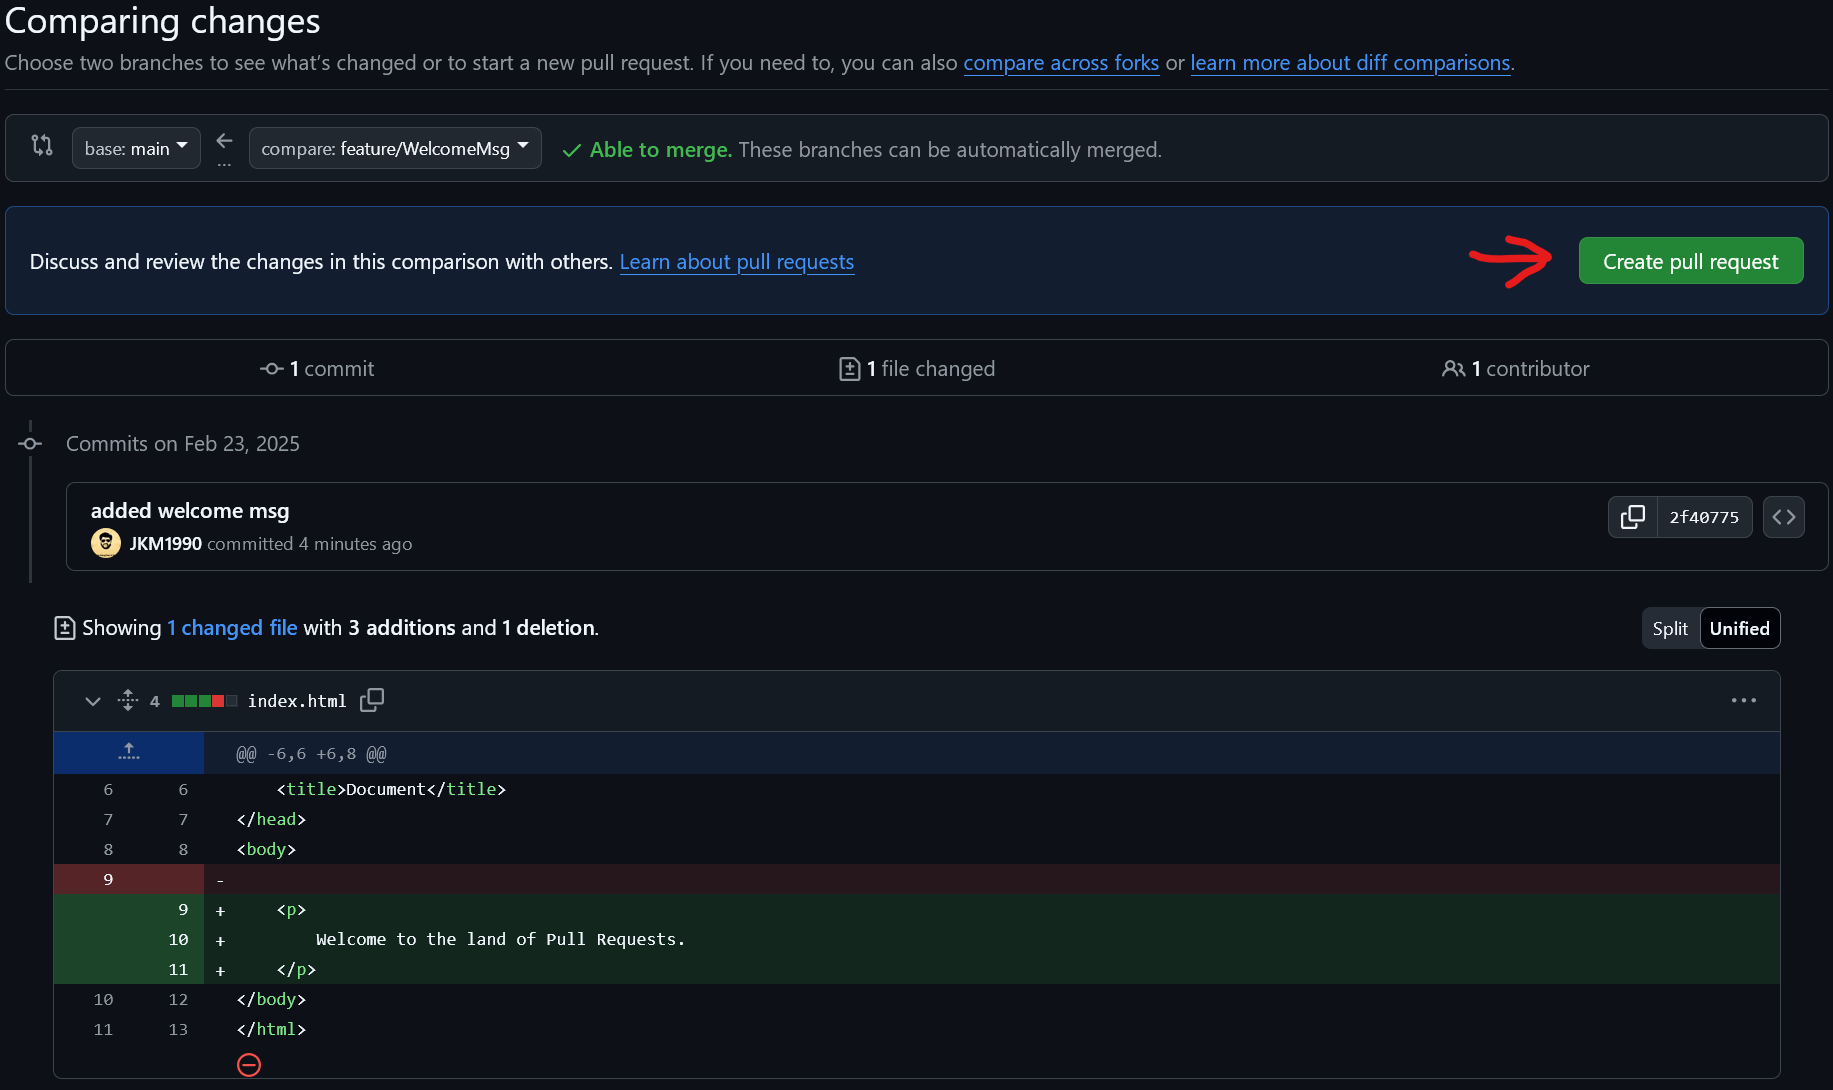 Comparing changes
Choose two branches to see what's changed or to start a new pull request. If you need to, you can also compare across forks or learn more about diff comparisons.
base: main ... compare: feature/WelcomeMsg Able to merge. These branches can be automatically merged.
Discuss and review the changes in this comparison with others. Learn about pull requests Create pull request
1 commit 1 file changed 1 contributor
Commits on Feb 23, 2025
added welcome msg
JKM1990 committed 4 minutes ago
2f40775
Showing 1 changed file with 3 additions and 1 deletion.
Split Unified
4 index.html
@@ -6,6 +6,8 @@
6 6 <title>Document</title>
7 7 </head>
8 8 <body>
9 -
9 + <p>
10 + Welcome to the land of Pull Requests.
11 + </p>
10 12 </body>
11 13 </html>